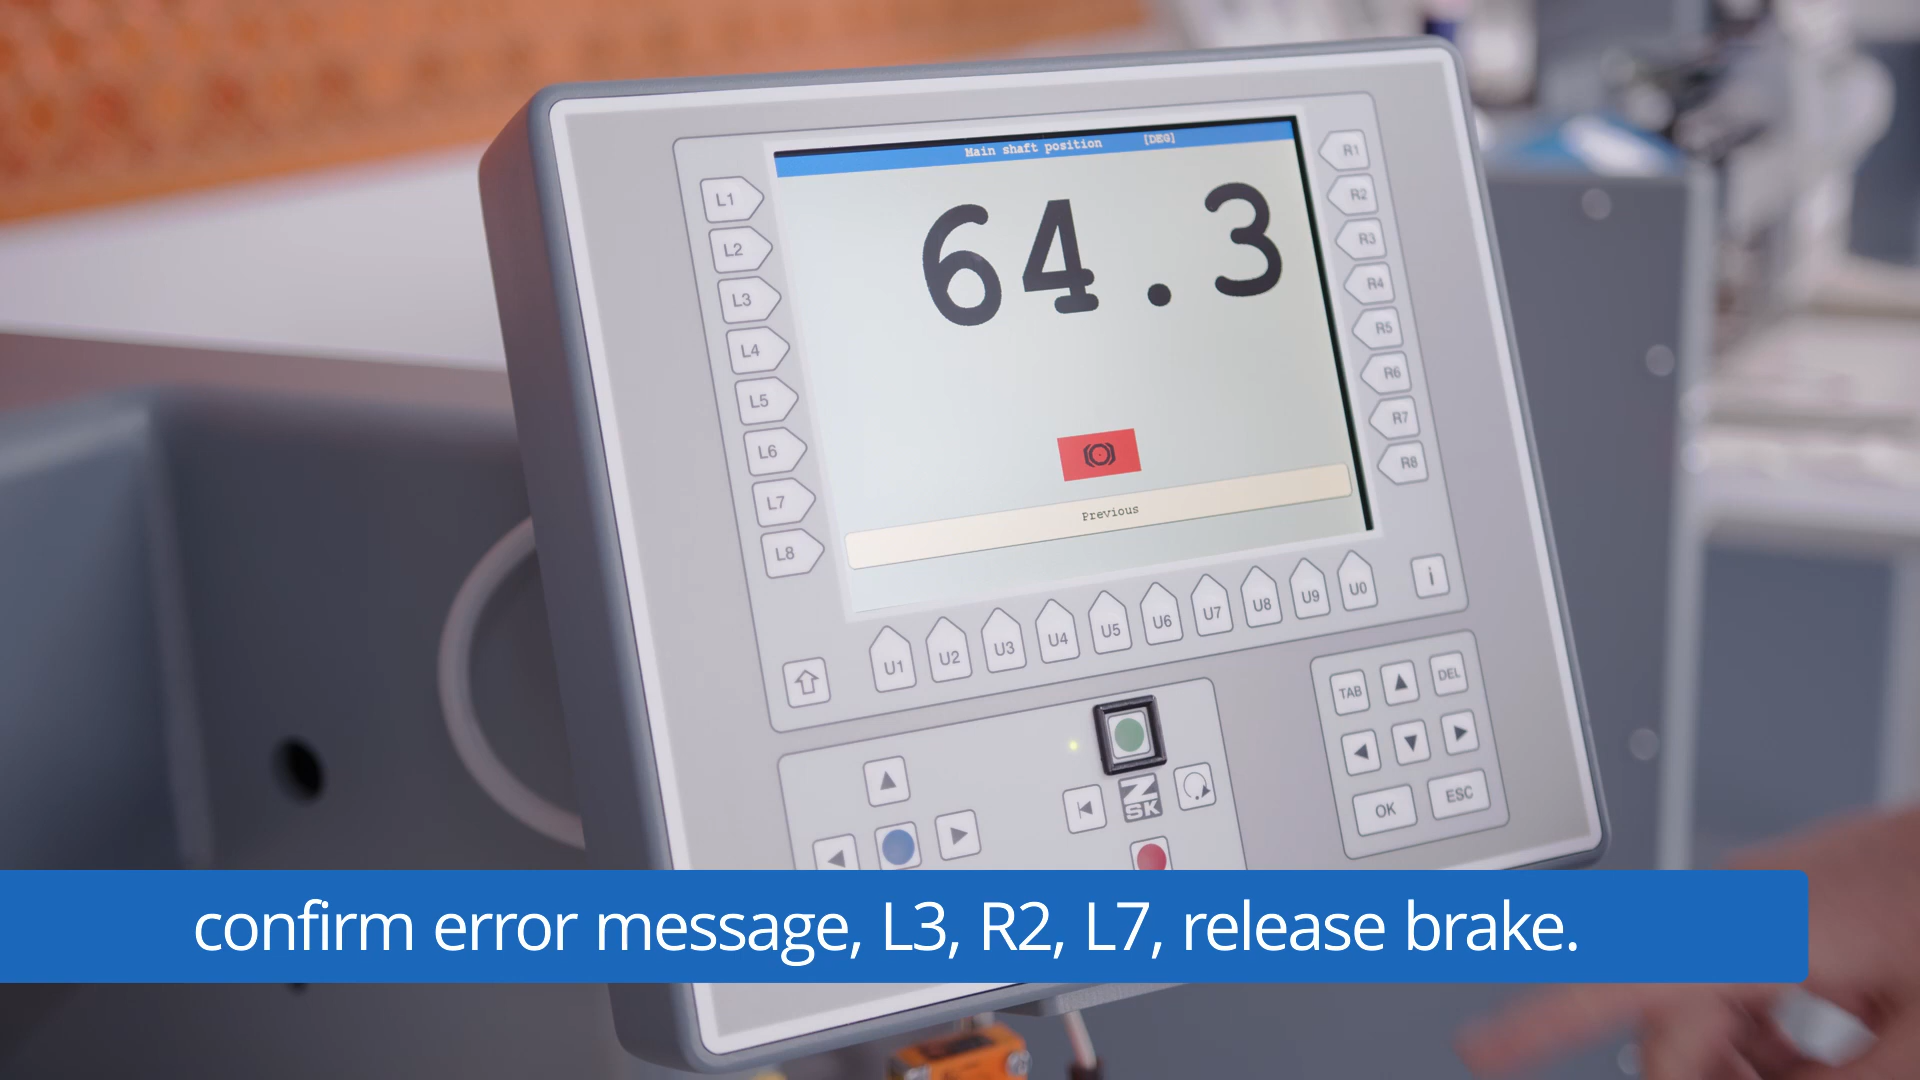 Main shaft position [DEG]
64.3
Previous
L1
L2
L3
L4
L5
L6
L7
L8
R1
R2
R3
R4
R5
R6
R7
R8
U1 U2 U3 U4 U5 U6 U7 U8 U9 U0 i
TAB DEL
OK ESC
ZSK
confirm error message, L3, R2, L7, release brake.